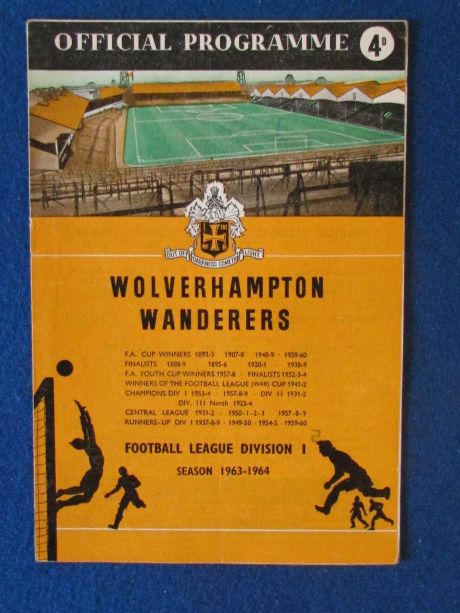 OFFICIAL PROGRAMME 4D
OUT OF DARKNESS COMETH LIGHT
WOLVERHAMPTON
WANDERERS
F.A. CUP WINNERS 1892-3 1907-8 1948-9 · 1959-60
FINALISTS 1888-9 · 1895-6 1920-1 · 1938-9
F.A. YOUTH CUP WINNERS 1957-8 · FINALISTS 1952-3-4
WINNERS OF THE FOOTBALL LEAGUE (WAR) CUP 1941-2
CHAMPIONS DIV I 1953-4 · 1957-8-9 · DIV II 1931-2
DIV. III North 1923-4
CENTRAL LEAGUE 1931-2 · 1950-1-2-3 · 1957-8-9
RUNNERS-UP DIV I 1937-8-9 · 1949-50 · 1954-5 · 1959-60
FOOTBALL LEAGUE DIVISION I
SEASON 1963-1964